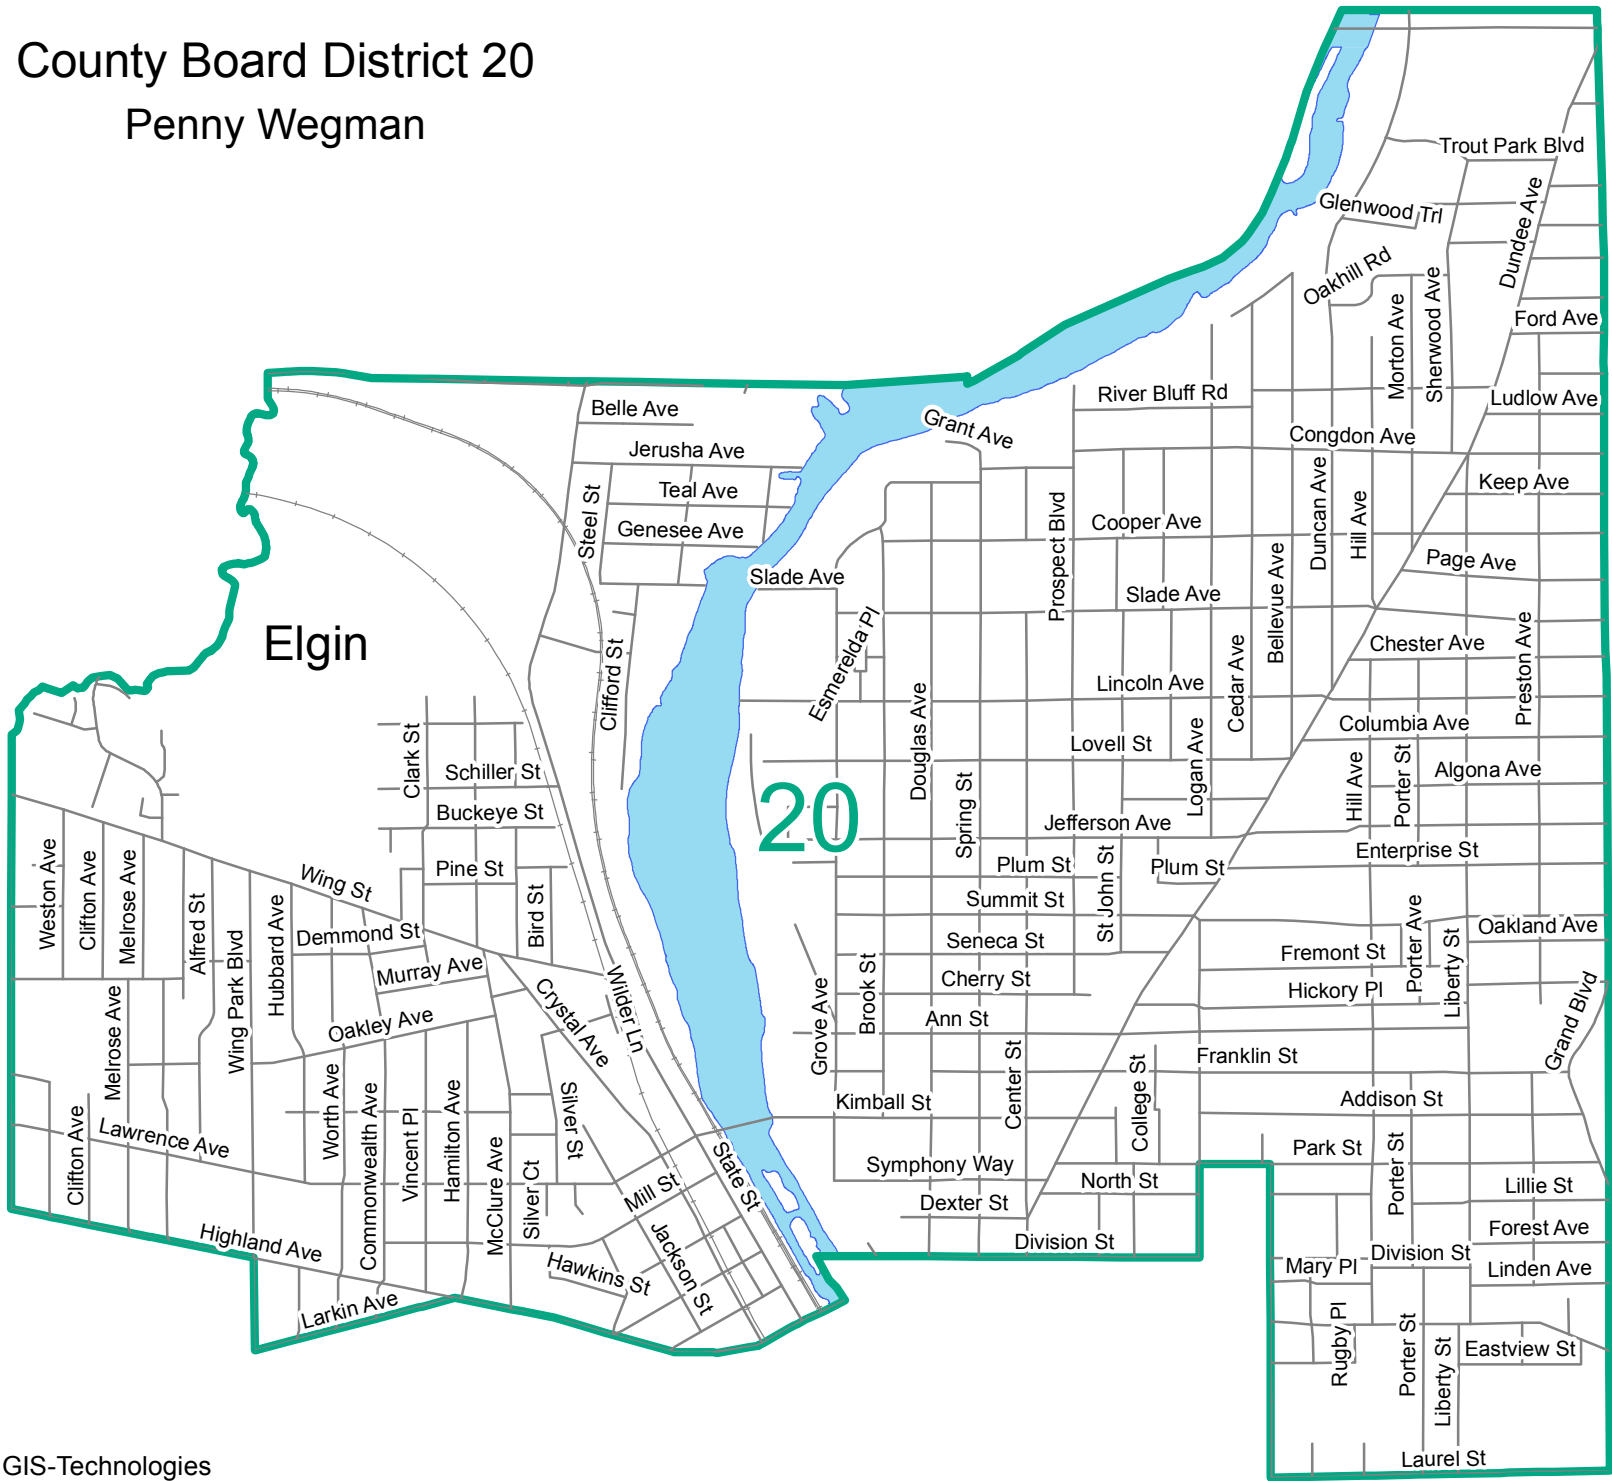 County Board District 20
Penny Wegman
Trout Park Blvd
Glenwood Trl
Dundee Ave
Oakhill Rd
Morton Ave
Sherwood Ave
Ford Ave
River Bluff Rd
Ludlow Ave
Belle Ave
Grant Ave
Congdon Ave
Jerusha Ave
Teal Ave
Keep Ave
Steel St
Genesee Ave
Prospect Blvd
Cooper Ave
Duncan Ave
Hill Ave
Page Ave
Slade Ave
Slade Ave
Bellevue Ave
Elgin
Esmerelda Pl
Chester Ave
Preston Ave
Clifford St
Cedar Ave
Lincoln Ave
Douglas Ave
Columbia Ave
Clark St
Lovell St
Logan Ave
Schiller St
Spring St
Hill Ave
Porter St
Algona Ave
Buckeye St
20
Jefferson Ave
Pine St
Plum St
St John St
Plum St
Enterprise St
Weston Ave
Clifton Ave
Melrose Ave
Wing St
Alfred St
Bird St
Summit St
Hubbard Ave
Demmond St
Seneca St
Oakland Ave
Wing Park Blvd
Murray Ave
Cherry St
Fremont St
Porter Ave
Liberty St
Brook St
Hickory Pl
Melrose Ave
Crystal Ave
Wilder Ln
Grove Ave
Ann St
Grand Blvd
Oakley Ave
Franklin St
Center St
College St
Worth Ave
Commonwealth Ave
Vincent Pl
Hamilton Ave
Silver St
Kimball St
Addison St
Lawrence Ave
Clifton Ave
Park St
Porter St
McClure Ave
Silver Ct
Mill St
State St
Symphony Way
North St
Lillie St
Dexter St
Highland Ave
Forest Ave
Division St
Division St
Jackson St
Hawkins St
Mary Pl
Linden Ave
Larkin Ave
Rugby Pl
Porter St
Liberty St
Eastview St
Laurel St
GIS-Technologies